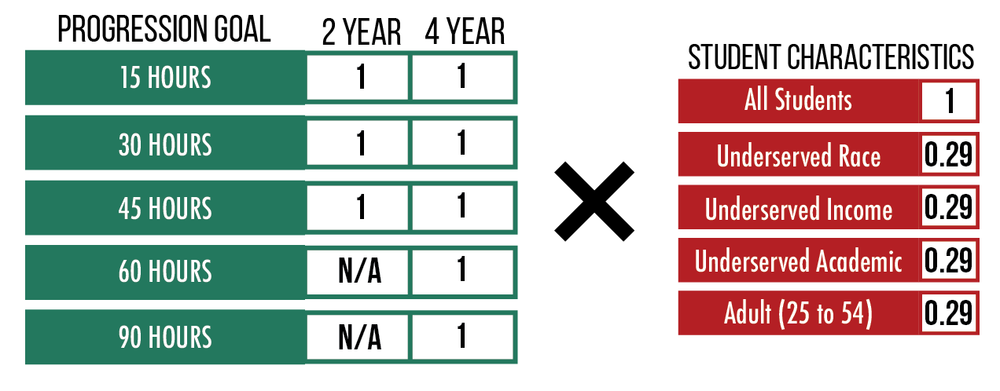 PROGRESSION GOAL 2 YEAR 4 YEAR
15 HOURS 1 1
30 HOURS 1 1
45 HOURS 1 1
60 HOURS N/A 1
90 HOURS N/A 1
STUDENT CHARACTERISTICS
All Students 1
Underserved Race 0.29
Underserved Income 0.29
Underserved Academic 0.29
Adult (25 to 54) 0.29